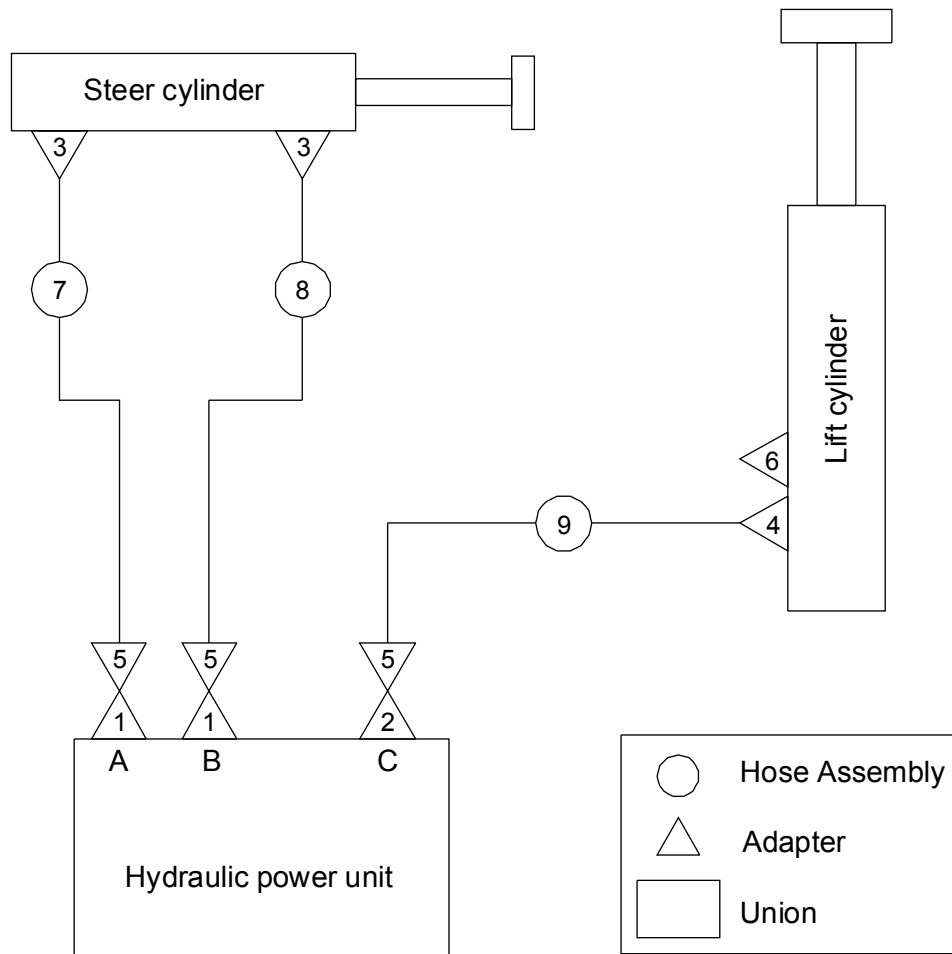 Steer cylinder
3
3
7
8
Lift cylinder
6
4
9
5
5
5
1
1
2
A
B
C
Hydraulic power unit
Hose Assembly
Adapter
Union